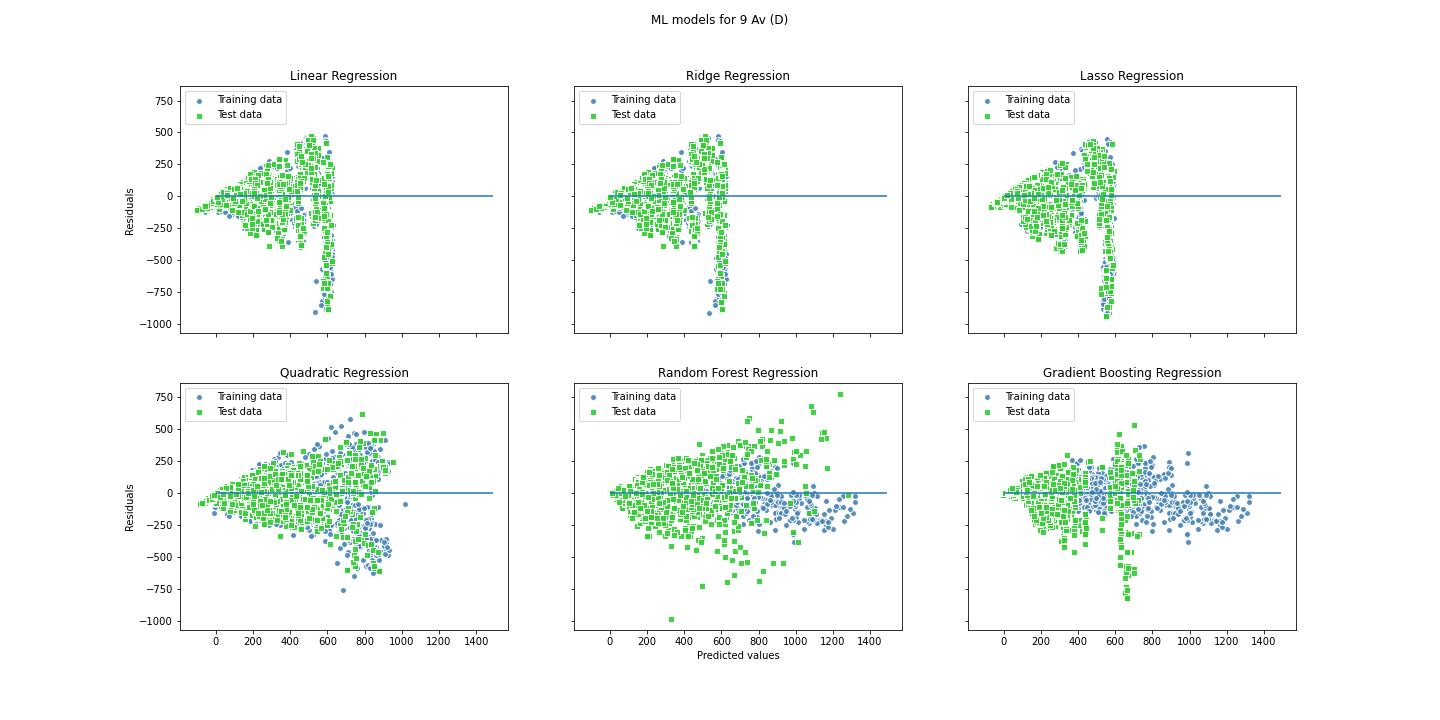 ML models for 9 Av (D)
Linear Regression
Training data
Test data
750
500
250
0
−250
−500
−750
−1000
Residuals
Ridge Regression
Training data
Test data
Lasso Regression
Training data
Test data
Quadratic Regression
Training data
Test data
750
500
250
0
−250
−500
−750
−1000
Residuals
0 200 400 600 800 1000 1200 1400
Random Forest Regression
Training data
Test data
0 200 400 600 800 1000 1200 1400
Predicted values
Gradient Boosting Regression
Training data
Test data
0 200 400 600 800 1000 1200 1400